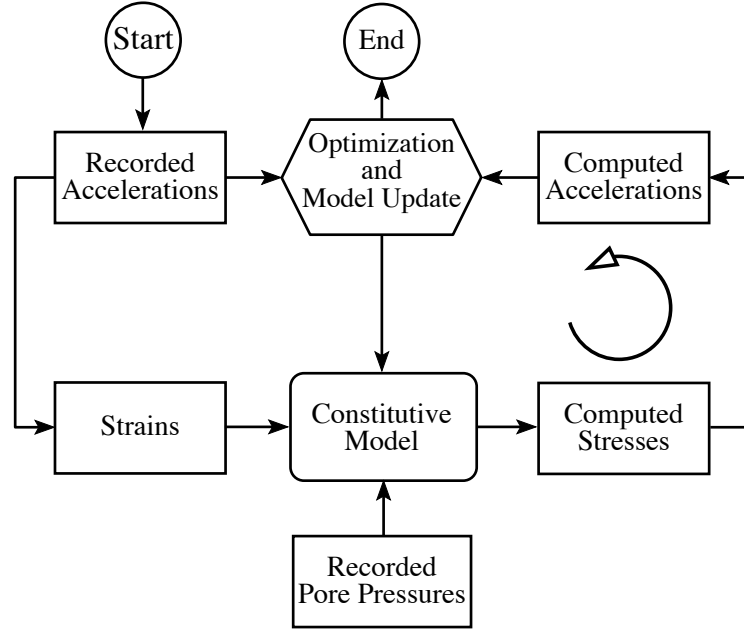 Start
End
Recorded
Accelerations
Optimization
and
Model Update
Computed
Accelerations
Strains
Constitutive
Model
Computed
Stresses
Recorded
Pore Pressures